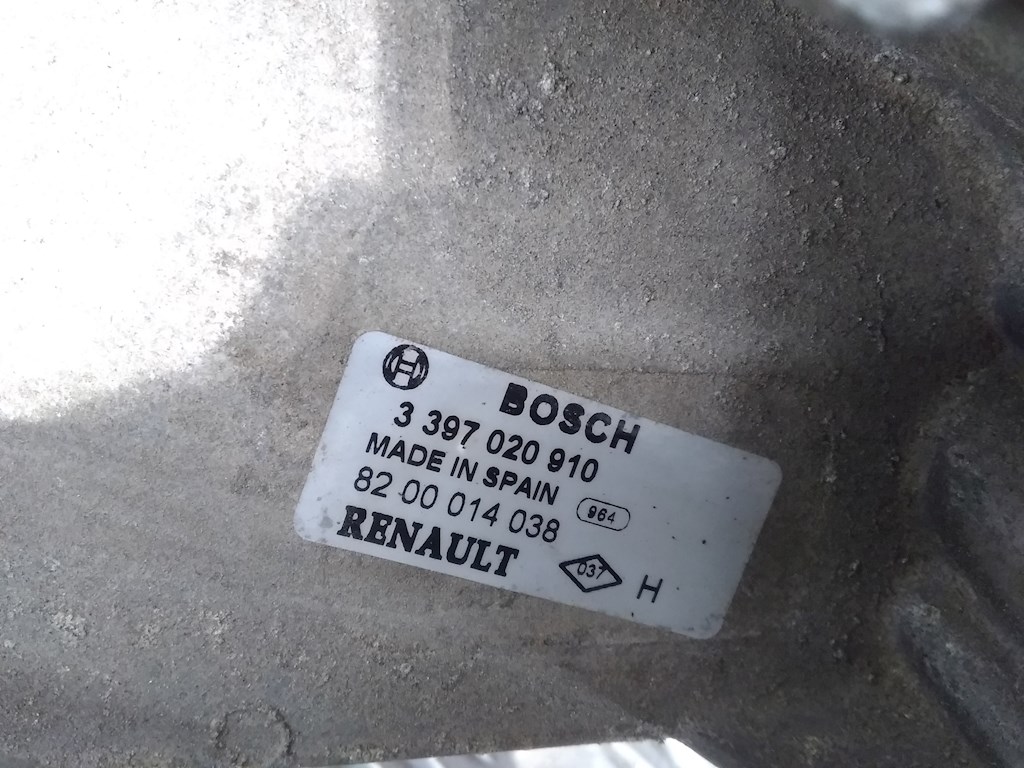 BOSCH
3 397 020 910
MADE IN SPAIN
964
82 00 014 038
RENAULT
037
H